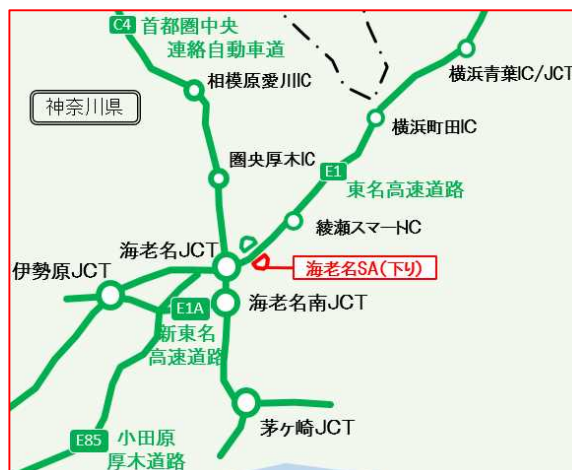 C4 首都圏中央
連絡自動車道
横浜青葉IC/JCT
相模原愛川IC
神奈川県
横浜町田IC
圏央厚木IC
E1
東名高速道路
綾瀬スマートIC
海老名JCT
海老名SA(下り)
伊勢原JCT
E1A
海老名南JCT
新東名
高速道路
茅ヶ崎JCT
E85 小田原
厚木道路